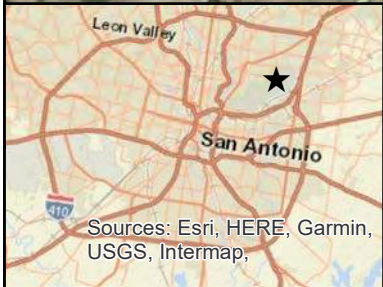 Leon Valley
San Antonio
410
Sources: Esri, HERE, Garmin,
USGS, Intermap,